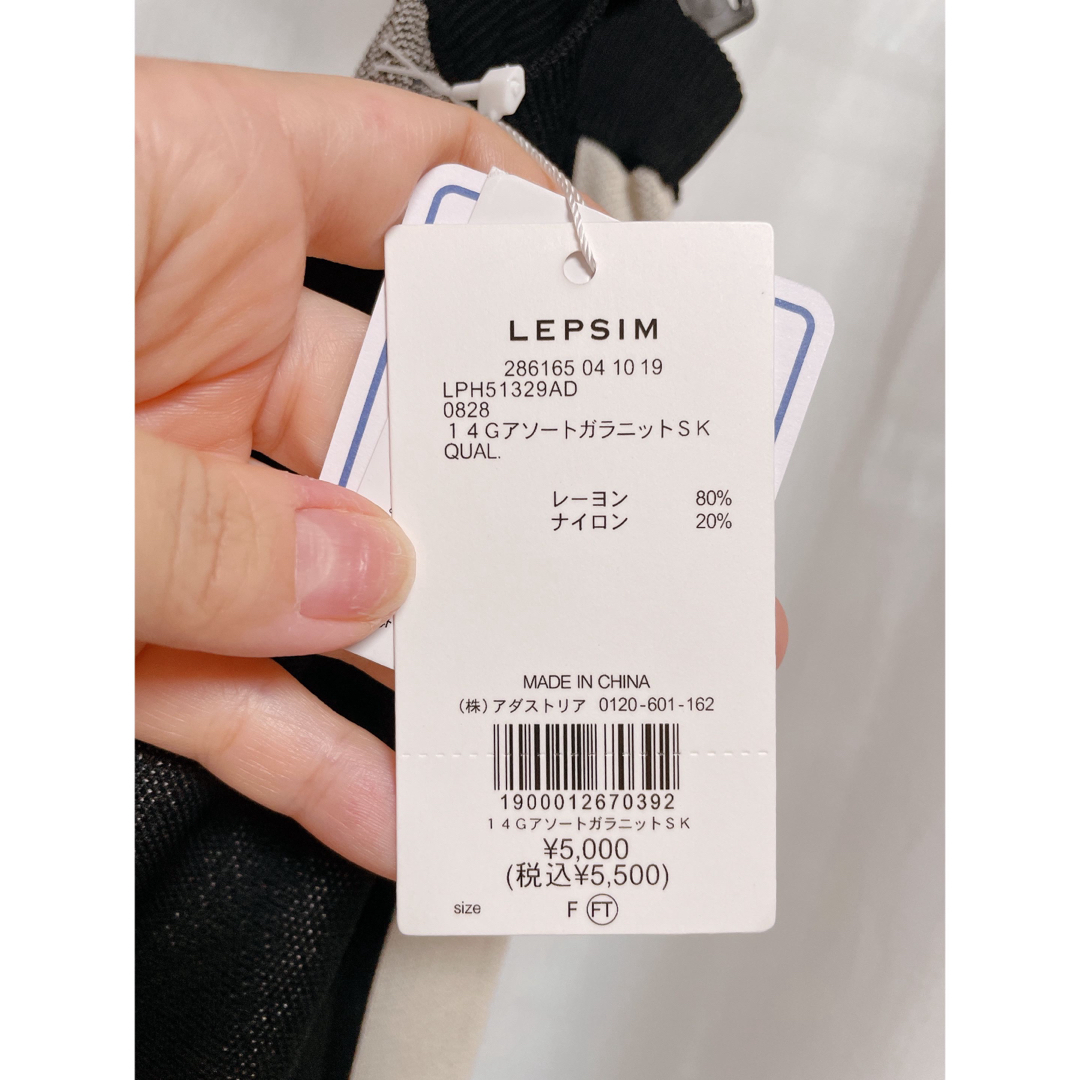 LEPSIM
286165 04 10 19
LPH51329AD
0828
１４ＧアソートガラニットＳＫ
QUAL.
レーヨン 80%
ナイロン 20%
MADE IN CHINA
(株)アダストリア 0120-601-162
1900012670392
１４ＧアソートガラニットＳＫ
¥5,000
(税込¥5,500)
size F FT